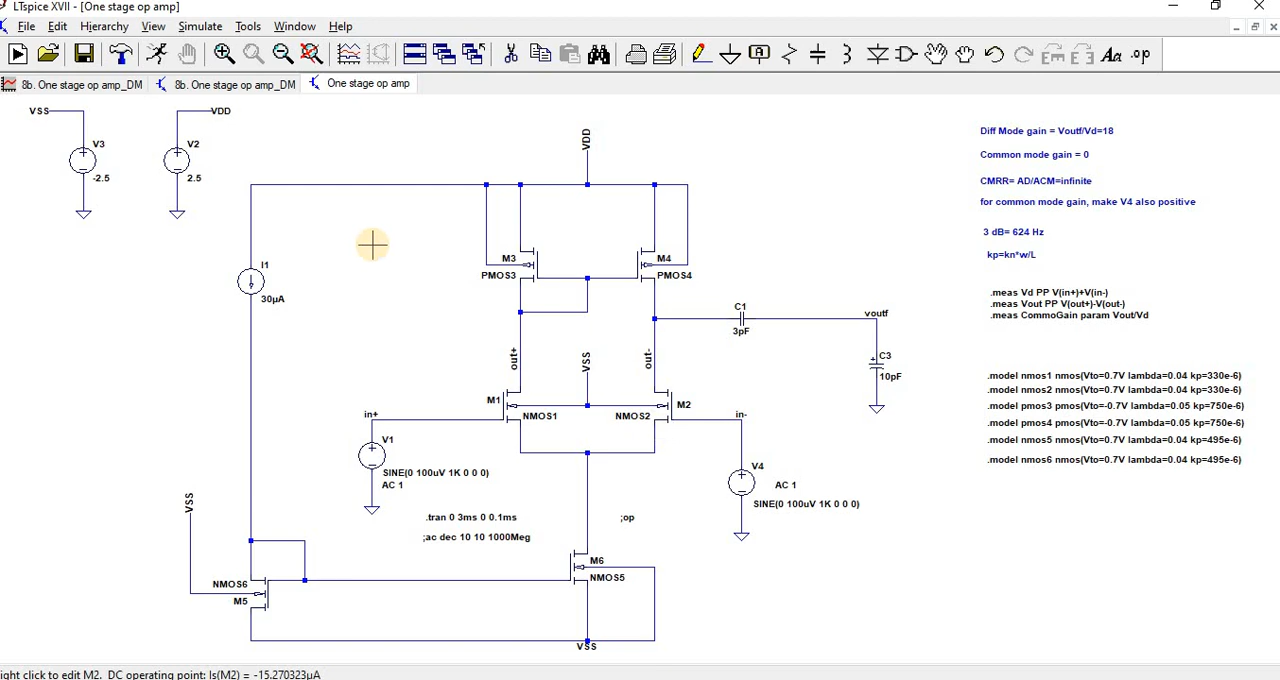 LTspice XVII - [One stage op amp]
File Edit Hierarchy View Simulate Tools Window Help
8b. One stage op amp_DM 8b. One stage op amp_DM One stage op amp
VSS
VDD
V3
-2.5
V2
2.5
VDD
Diff Mode gain = Voutf/Vd=18
Common mode gain = 0
CMRR= AD/ACM=infinite
for common mode gain, make V4 also positive
3 dB= 624 Hz
kp=kn*w/L
I1
30µA
M3
PMOS3
M4
PMOS4
.meas Vd PP V(in+)+V(in-)
.meas Vout PP V(out+)-V(out-)
.meas CommoGain param Vout/Vd
C1
3pF
voutf
C3
10pF
out+
VSS
out-
M1
NMOS1
M2
NMOS2
.model nmos1 nmos(Vto=0.7V lambda=0.04 kp=330e-6)
.model nmos2 nmos(Vto=0.7V lambda=0.04 kp=330e-6)
.model pmos3 pmos(Vto=-0.7V lambda=0.05 kp=750e-6)
.model pmos4 pmos(Vto=-0.7V lambda=0.05 kp=750e-6)
.model nmos5 nmos(Vto=0.7V lambda=0.04 kp=495e-6)
.model nmos6 nmos(Vto=0.7V lambda=0.04 kp=495e-6)
in+
in-
V1
SINE(0 100uV 1K 0 0 0)
AC 1
V4
AC 1
SINE(0 100uV 1K 0 0 0)
VSS
.tran 0 3ms 0 0.1ms
;op
;ac dec 10 10 1000Meg
NMOS6
M5
M6
NMOS5
VSS
ight click to edit M2. DC operating point: Is(M2) = -15.270323µA